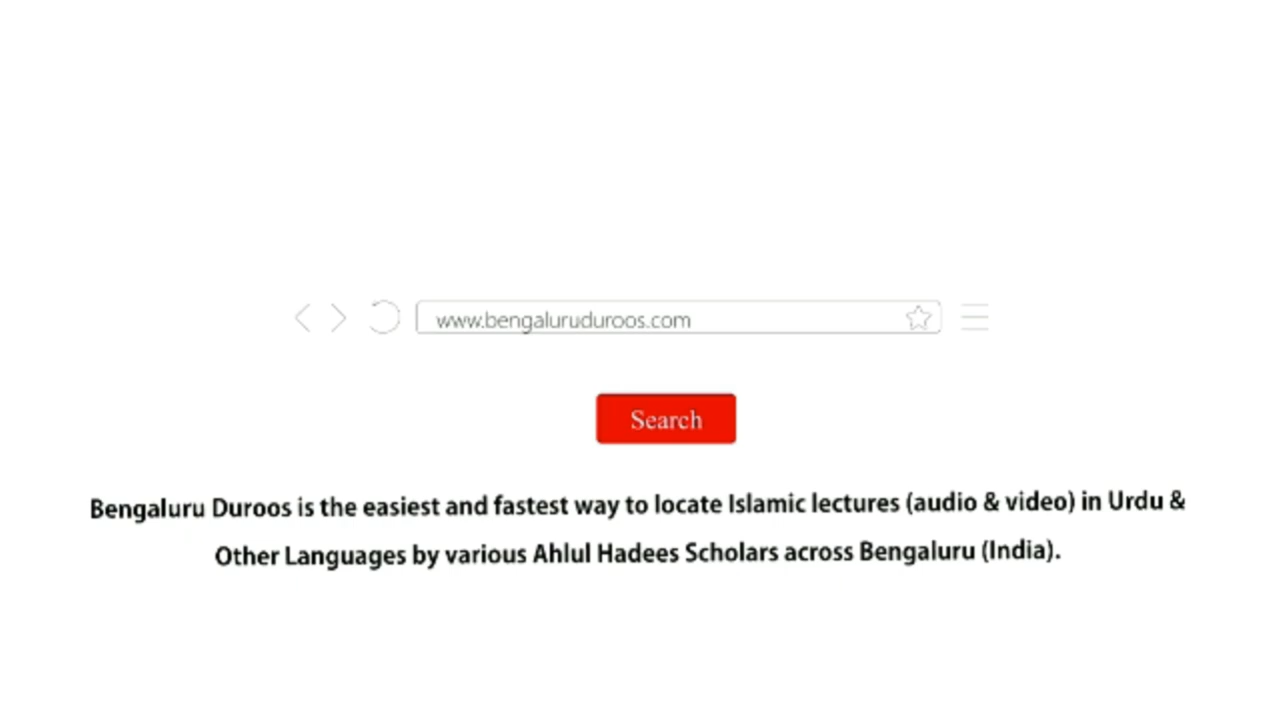 www.bengaluruduroos.com
Search
Bengaluru Duroos is the easiest and fastest way to locate Islamic lectures (audio & video) in Urdu &
Other Languages by various Ahlul Hadees Scholars across Bengaluru (India).